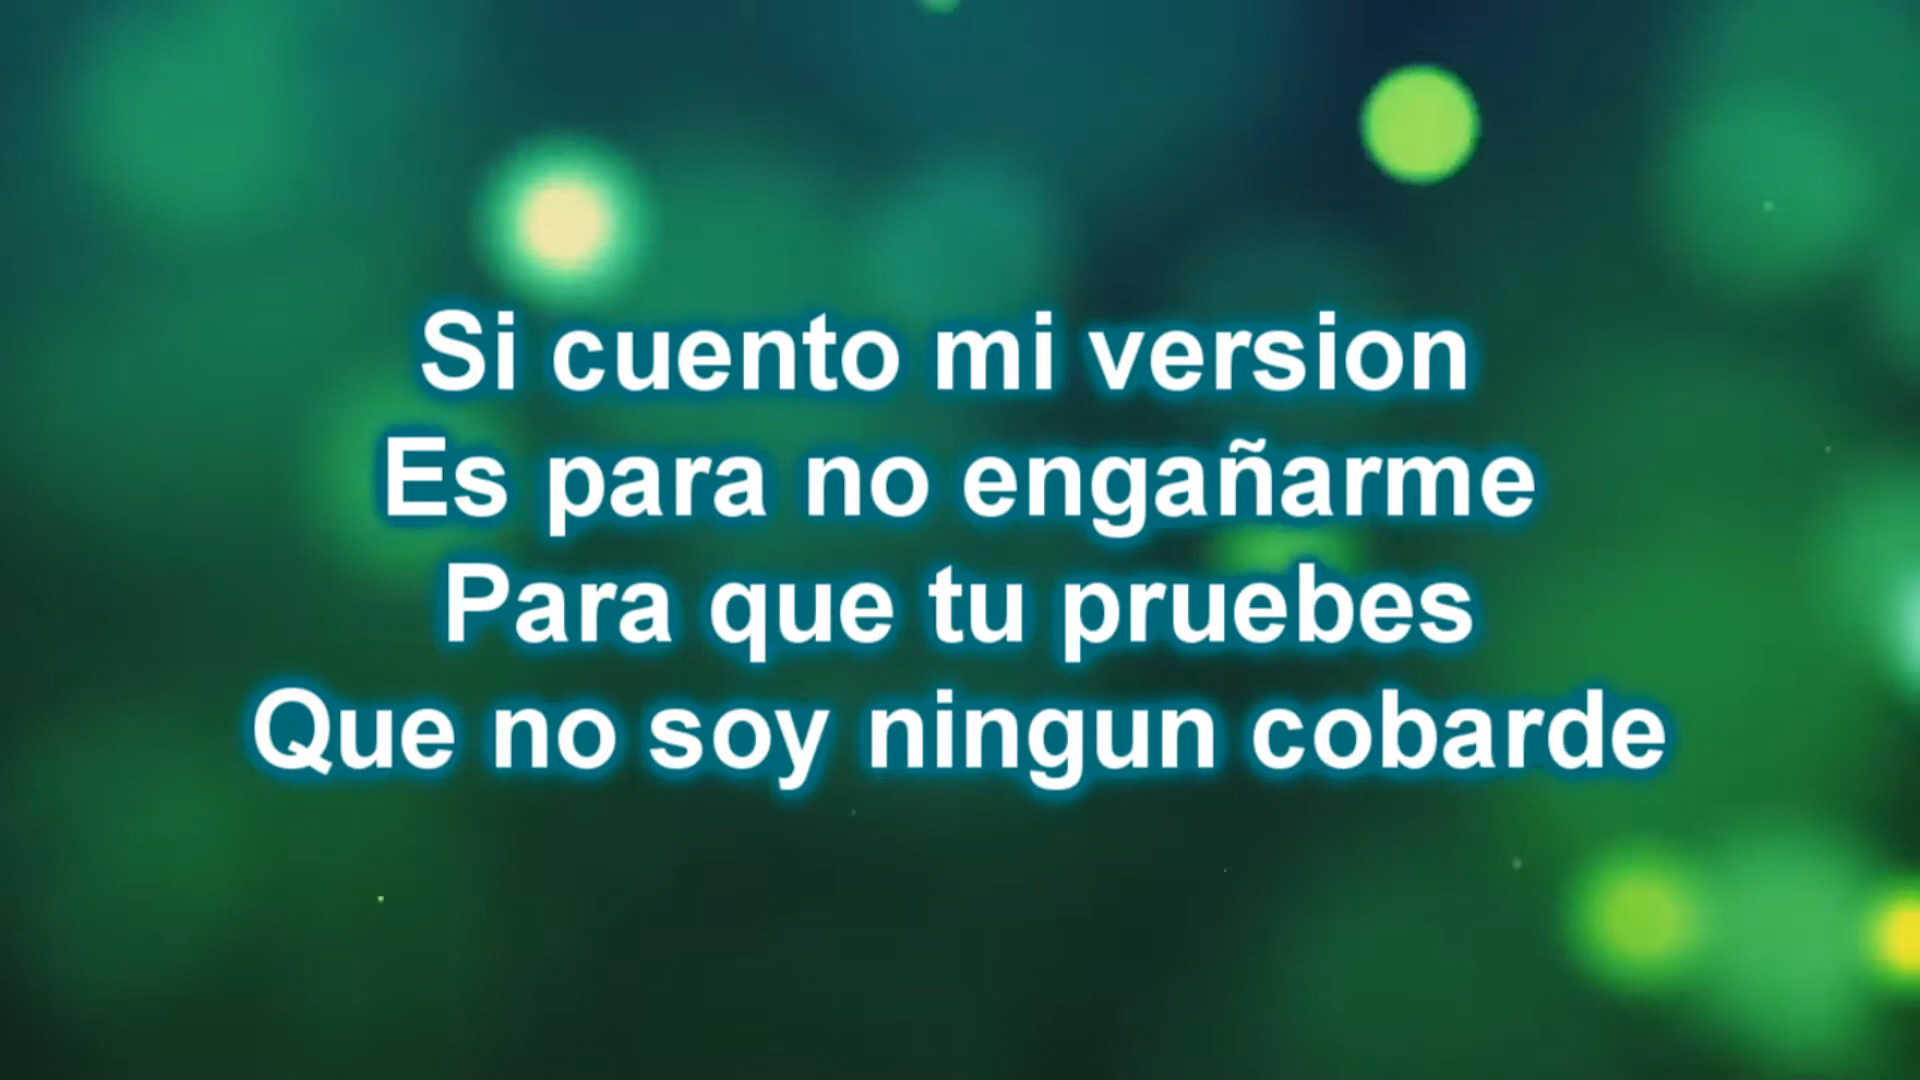 Si cuento mi version
Es para no engañarme
Para que tu pruebes
Que no soy ningun cobarde